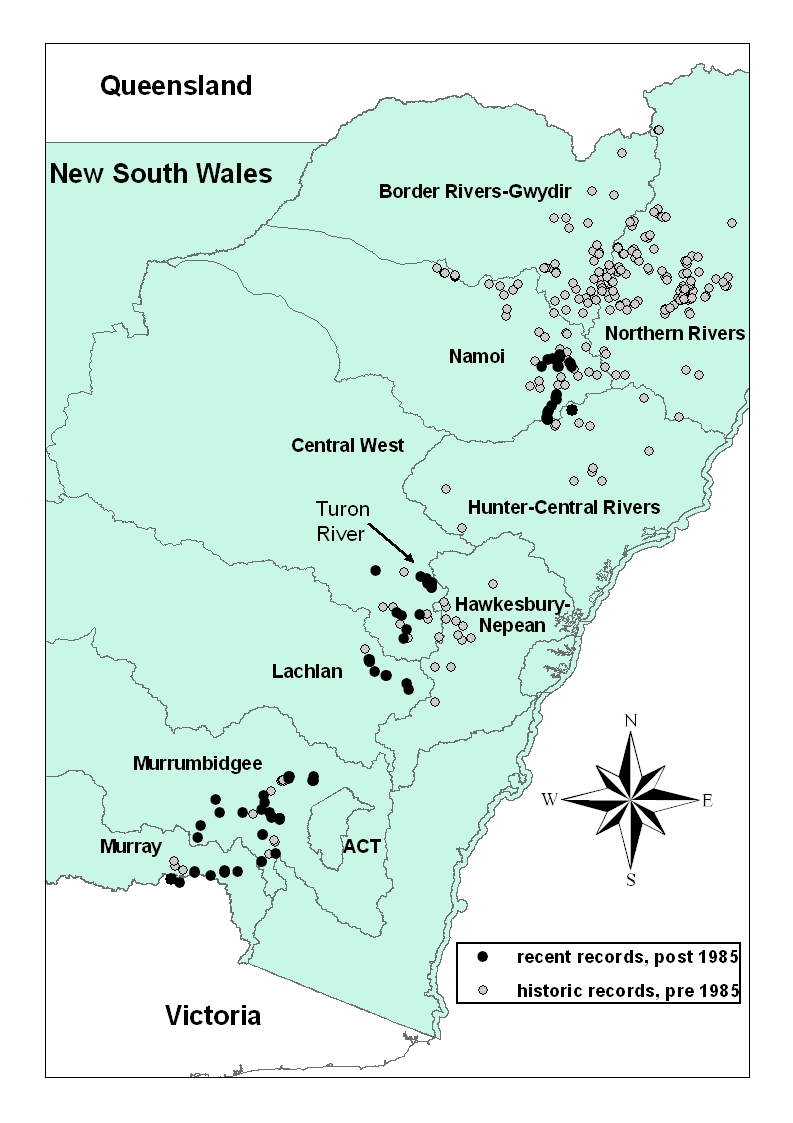 Queensland
New South Wales
Border Rivers-Gwydir
Northern Rivers
Namoi
Central West
Hunter-Central Rivers
Turon
River
Hawkesbury-
Nepean
Lachlan
N
Murrumbidgee
W
E
Murray
ACT
S
recent records, post 1985
historic records, pre 1985
Victoria